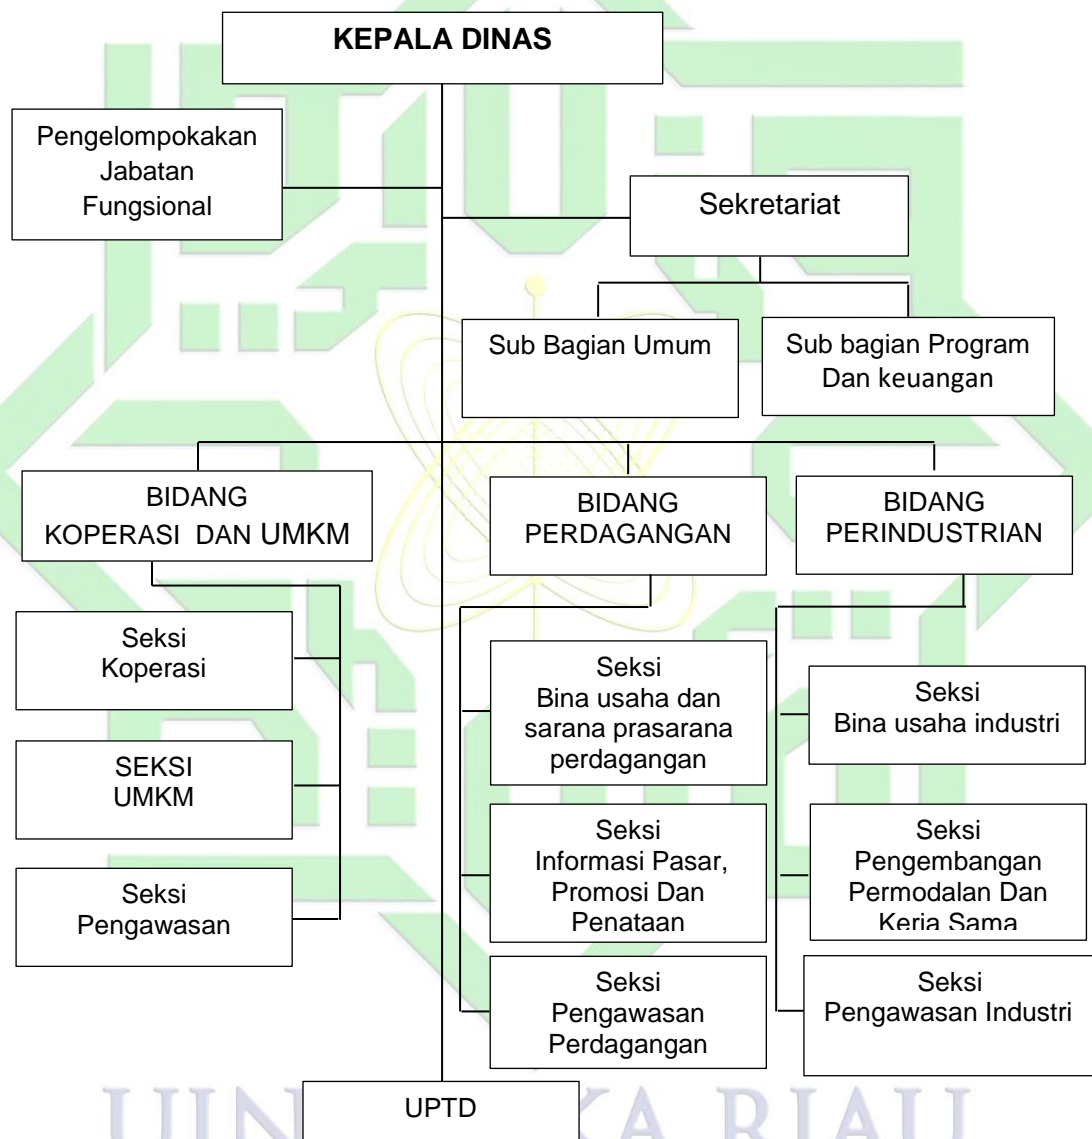 KEPALA DINAS
Pengelompokakan
Jabatan
Fungsional
Sekretariat
Sub Bagian Umum
Sub bagian Program
Dan keuangan
BIDANG
KOPERASI DAN UMKM
BIDANG
PERDAGANGAN
BIDANG
PERINDUSTRIAN
Seksi
Koperasi
SEKSI
UMKM
Seksi
Pengawasan
Seksi
Bina usaha dan
sarana prasarana
perdagangan
Seksi
Informasi Pasar,
Promosi Dan
Penataan
Seksi
Pengawasan
Perdagangan
Seksi
Bina usaha industri
Seksi
Pengembangan
Permodalan Dan
Kerja Sama
Seksi
Pengawasan Industri
UPTD
UIN KA RIAU